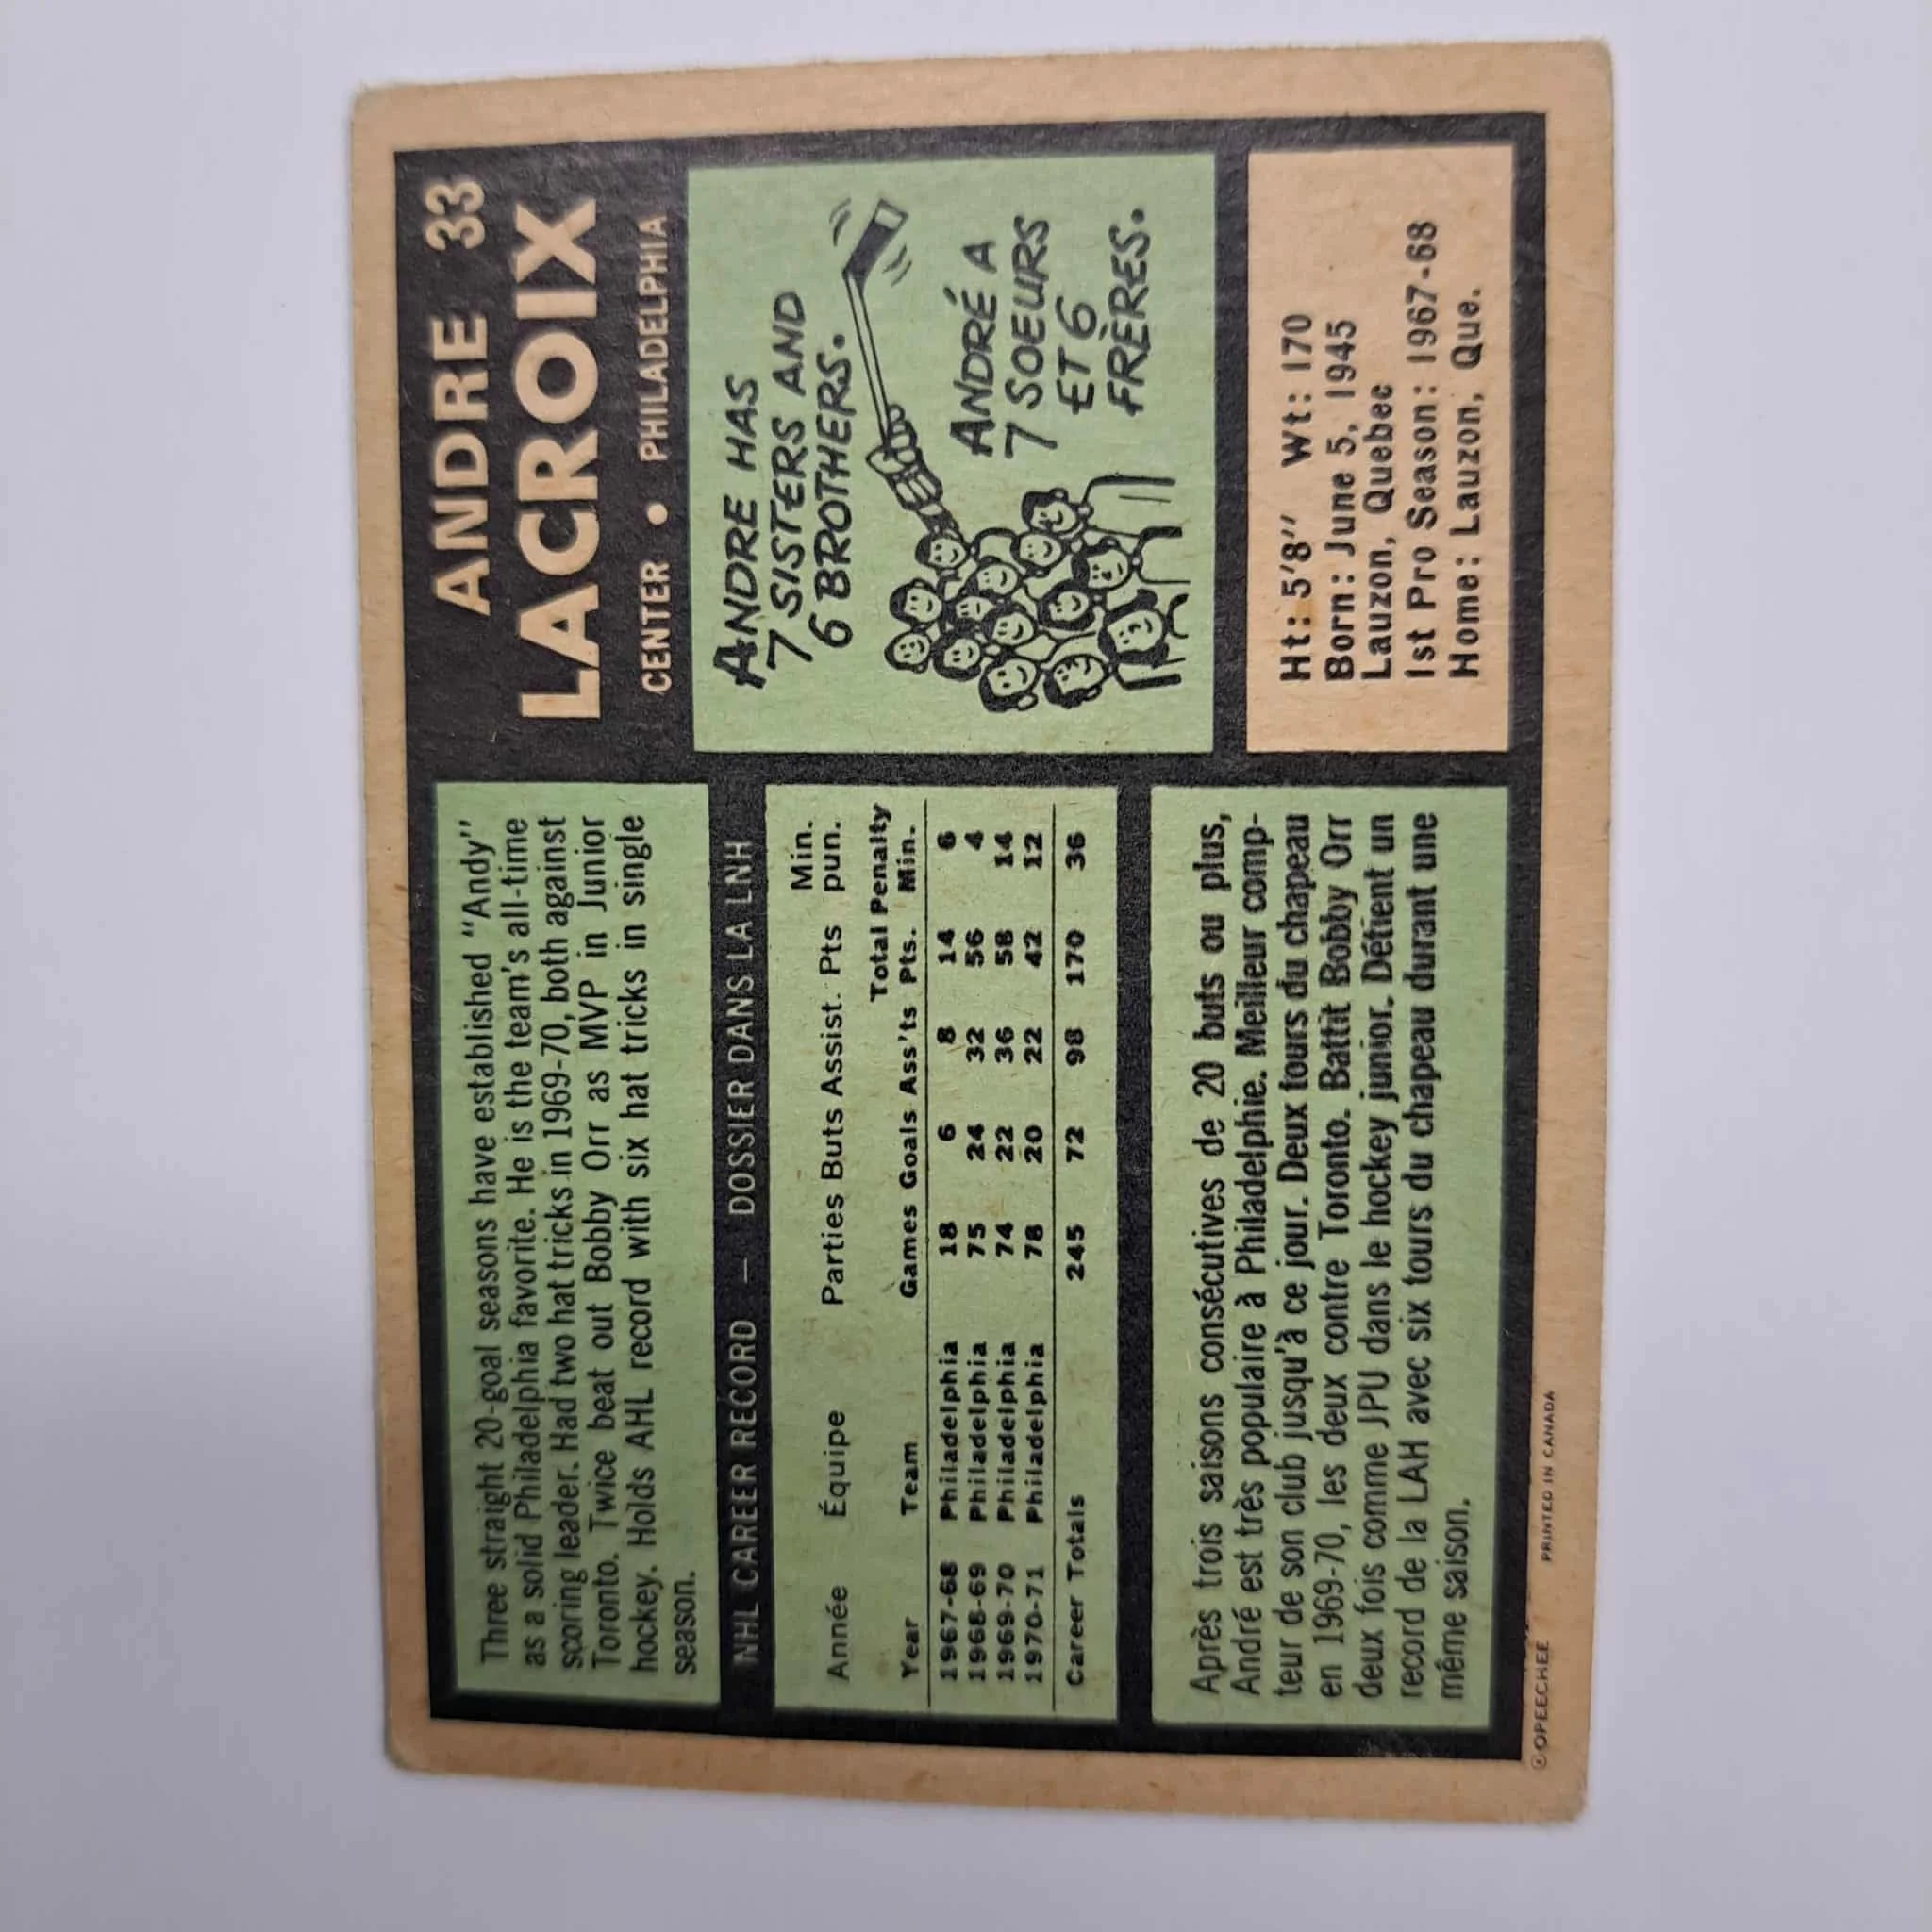 ANDRE 33
LACROIX
CENTER • PHILADELPHIA
Three straight 20-goal seasons have established "Andy"
as a solid Philadelphia favorite. He is the team's all-time
scoring leader. Had two hat tricks in 1969-70, both against
Toronto. Twice beat out Bobby Orr as MVP in Junior
hockey. Holds AHL record with six hat tricks in single
season.
NHL CAREER RECORD — DOSSIER DANS LA LNH
Min.
Année Équipe Parties Buts Assist. Pts pun.
Total Penalty
Year Team Games Goals Ass'ts Pts. Min.
1967-68 Philadelphia 18 6 8 14 6
1968-69 Philadelphia 75 24 32 56 4
1969-70 Philadelphia 74 22 36 58 14
1970-71 Philadelphia 78 20 22 42 12
Career Totals 245 72 98 170 36
Après trois saisons consécutives de 20 buts ou plus,
André est très populaire à Philadelphie. Meilleur comp-
teur de son club jusqu'à ce jour. Deux tours du chapeau
en 1969-70, les deux contre Toronto. Battit Bobby Orr
deux fois comme JPU dans le hockey junior. Détient un
record de la LAH avec six tours du chapeau durant une
même saison.
ANDRE HAS
7 SISTERS AND
6 BROTHERS.
ANDRÉ A
7 SOEURS
ET 6
FRÈRES.
Ht: 5'8" Wt: 170
Born: June 5, 1945
Lauzon, Quebec
1st Pro Season: 1967-68
Home: Lauzon, Que.
©OPEECHEE PRINTED IN CANADA